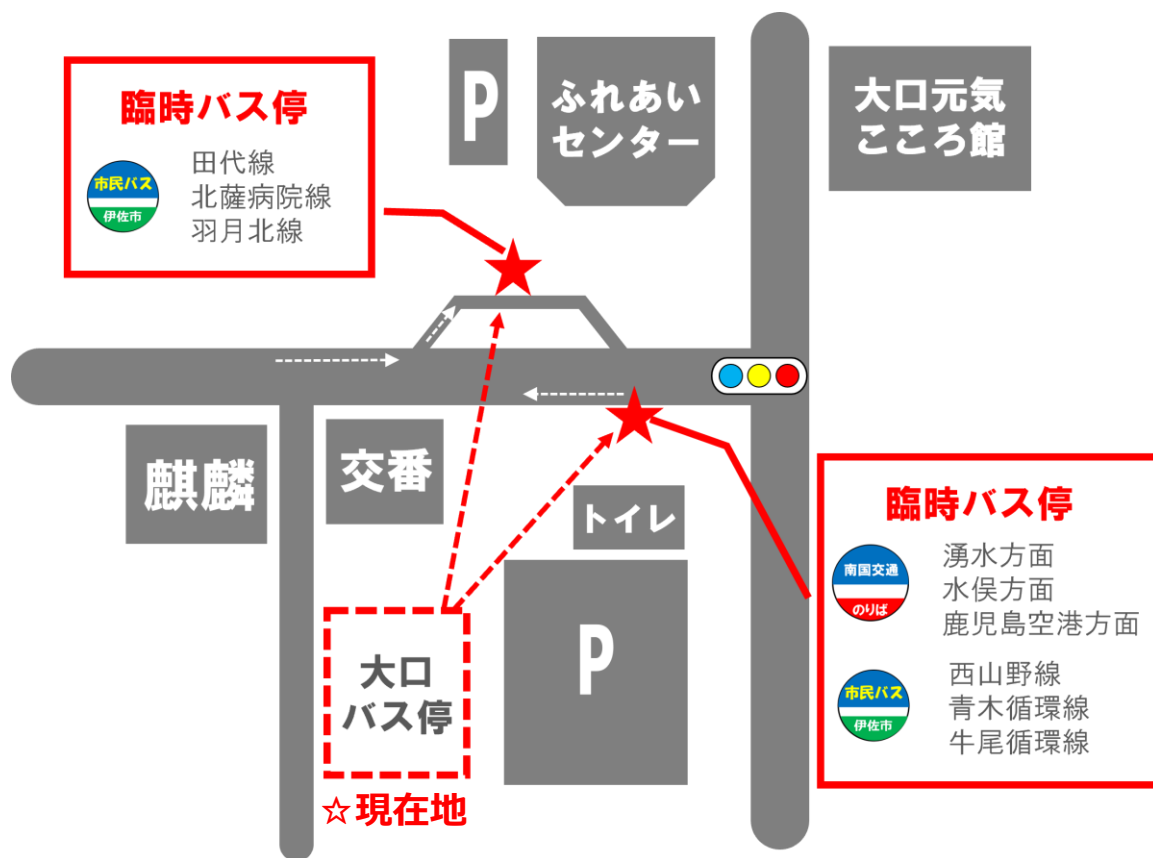 臨時バス停
市民バス
伊佐市
田代線
北薩病院線
羽月北線
P
ふれあい
センター
大口元気
こころ館
麒麟
交番
トイレ
P
大口
バス停
☆現在地
臨時バス停
南国交通
のりば
湧水方面
水俣方面
鹿児島空港方面
市民バス
伊佐市
西山野線
青木循環線
牛尾循環線